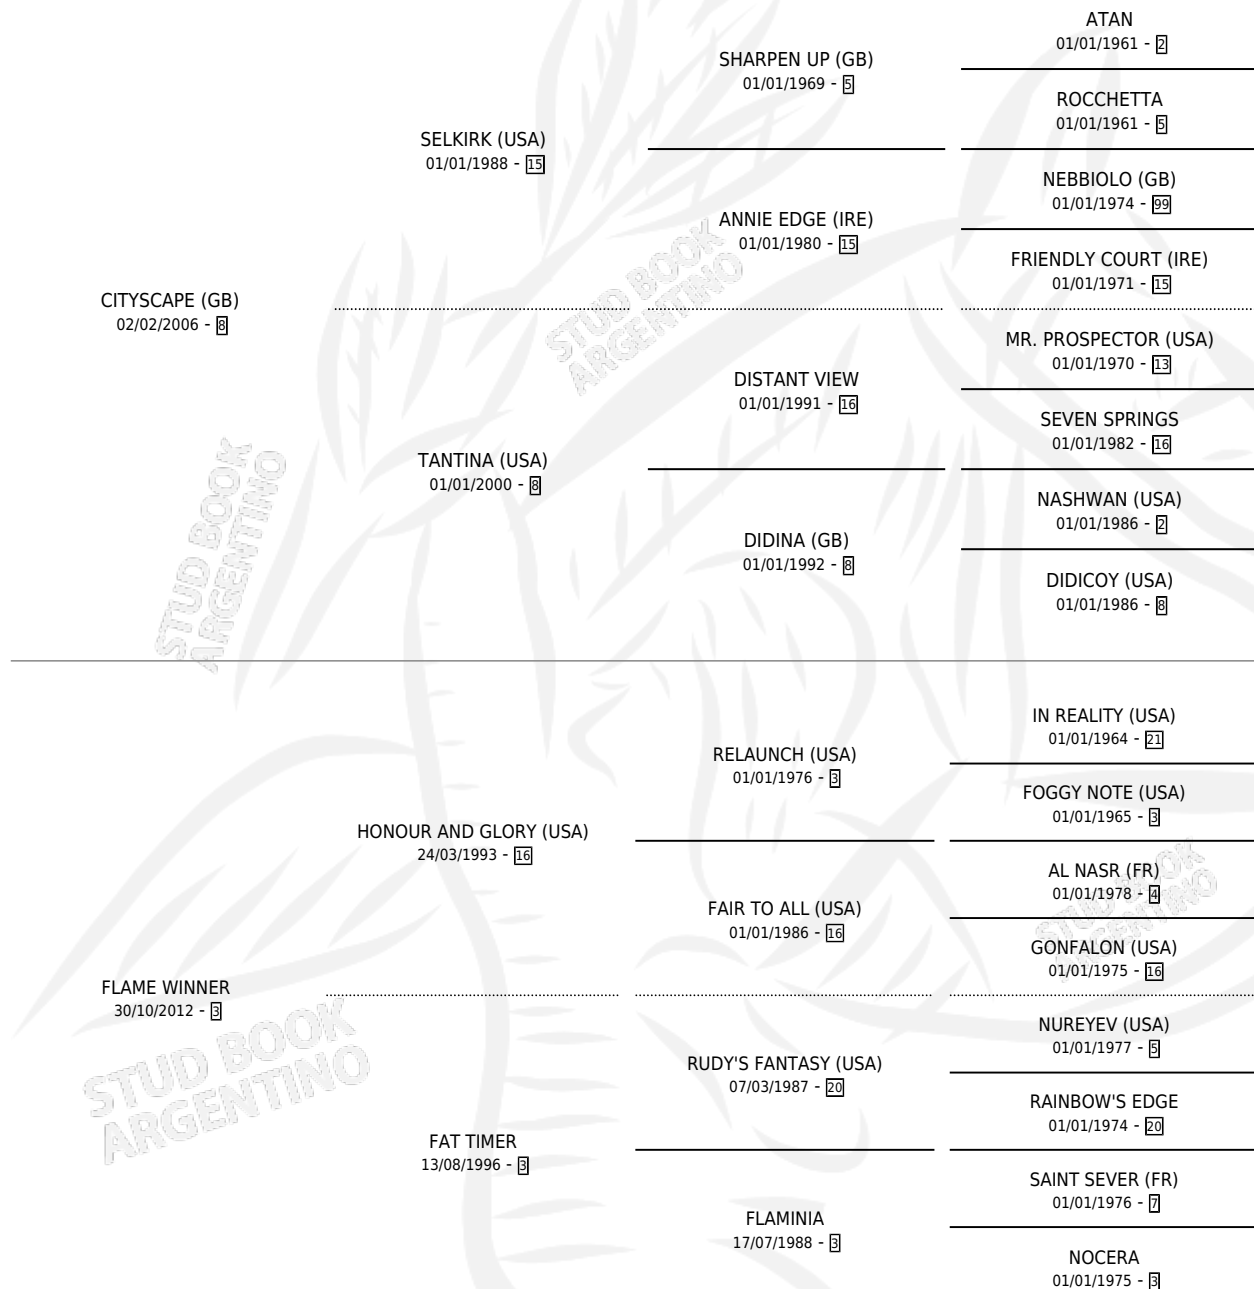 ATAN
01/01/1961 - 2
SHARPEN UP (GB)
01/01/1969 - 5
ROCCHETTA
01/01/1961 - 5
SELKIRK (USA)
01/01/1988 - 15
NEBBIOLO (GB)
01/01/1974 - 99
ANNIE EDGE (IRE)
01/01/1980 - 15
FRIENDLY COURT (IRE)
01/01/1971 - 15
CITYSCAPE (GB)
02/02/2006 - 8
STUD BOOK
ARGENTINO
MR. PROSPECTOR (USA)
01/01/1970 - 13
DISTANT VIEW
01/01/1991 - 16
SEVEN SPRINGS
01/01/1982 - 16
TANTINA (USA)
01/01/2000 - 8
NASHWAN (USA)
01/01/1986 - 2
DIDINA (GB)
01/01/1992 - 8
DIDICOY (USA)
01/01/1986 - 8
STUD BOOK
ARGENTINO
IN REALITY (USA)
01/01/1964 - 21
RELAUNCH (USA)
01/01/1976 - 3
FOGGY NOTE (USA)
01/01/1965 - 3
HONOUR AND GLORY (USA)
24/03/1993 - 16
AL NASR (FR)
01/01/1978 - 4
FAIR TO ALL (USA)
01/01/1986 - 16
STUD BOOK
ARGENTINO
GONFALON (USA)
01/01/1975 - 16
FLAME WINNER
30/10/2012 - 3
STUD BOOK
ARGENTINO
NUREYEV (USA)
01/01/1977 - 5
RUDY'S FANTASY (USA)
07/03/1987 - 20
RAINBOW'S EDGE
01/01/1974 - 20
FAT TIMER
13/08/1996 - 3
SAINT SEVER (FR)
01/01/1976 - 7
FLAMINIA
17/07/1988 - 3
NOCERA
01/01/1975 - 3